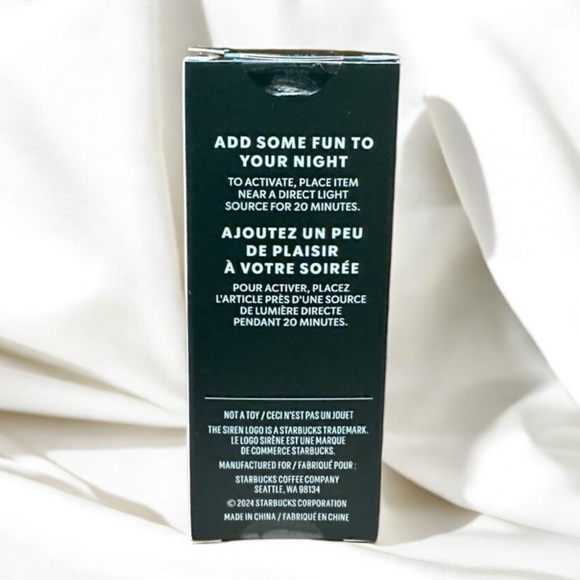 ADD SOME FUN TO
YOUR NIGHT
TO ACTIVATE, PLACE ITEM
NEAR A DIRECT LIGHT
SOURCE FOR 20 MINUTES.
AJOUTEZ UN PEU
DE PLAISIR
À VOTRE SOIRÉE
POUR ACTIVER, PLACEZ
L'ARTICLE PRÈS D'UNE SOURCE
DE LUMIÈRE DIRECTE
PENDANT 20 MINUTES.
NOT A TOY / CECI N'EST PAS UN JOUET
THE SIREN LOGO IS A STARBUCKS TRADEMARK.
LE LOGO SIRÈNE EST UNE MARQUE
DE COMMERCE STARBUCKS.
MANUFACTURED FOR / FABRIQUÉ POUR :
STARBUCKS COFFEE COMPANY
SEATTLE, WA 98134
© 2024 STARBUCKS CORPORATION
MADE IN CHINA / FABRIQUÉ EN CHINE